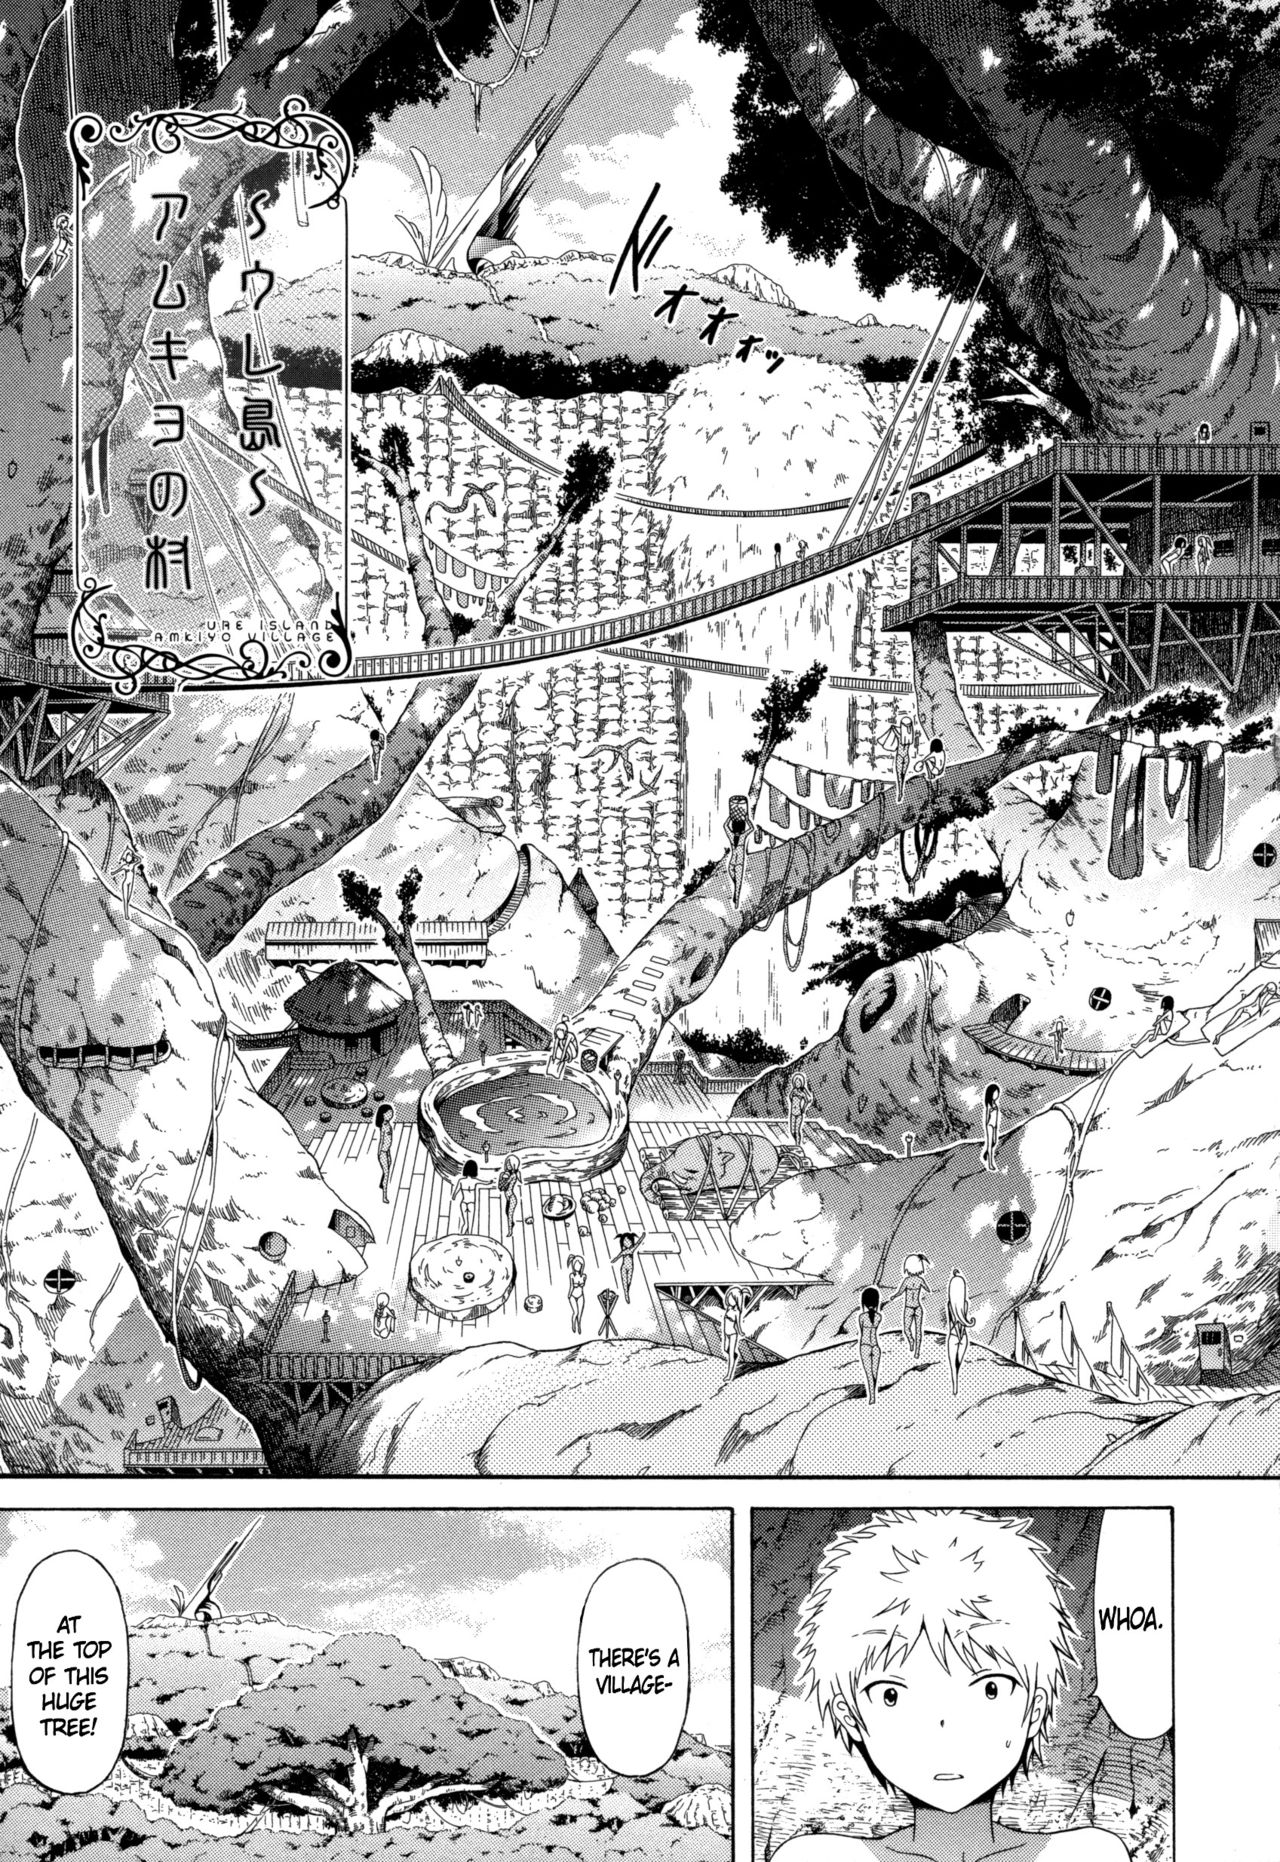 ～ウレ島～
アムキヨの村
URE ISLAND
AMKIYO VILLAGE
ドオオオッ
WHOA.
THERE'S A
VILLAGE-
AT
THE TOP
OF THIS
HUGE
TREE!